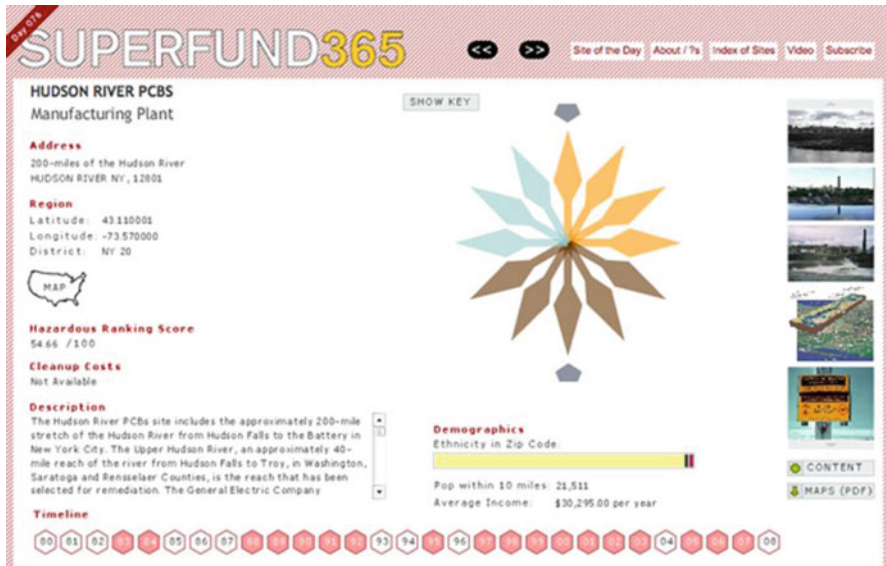 Day 076
SUPERFUND365
<< >> Site of the Day About / ?s Index of Sites Video Subscribe
HUDSON RIVER PCBS
Manufacturing Plant
SHOW KEY
Address
200-miles of the Hudson River
HUDSON RIVER NY, 12801
Region
Latitude: 43.110001
Longitude: -73.570000
District: NY 20
MAP
Hazardous Ranking Score
54.66 /100
Cleanup Costs
Not Available
Description
The Hudson River PCBs site includes the approximately 200-mile
stretch of the Hudson River from Hudson Falls to the Battery in
New York City. The Upper Hudson River, an approximately 40-
mile reach of the river from Hudson Falls to Troy, in Washington,
Saratoga and Rensselaer Counties, is the reach that has been
selected for remediation. The General Electric Company
Demographics
Ethnicity in Zip Code:
Pop within 10 miles: 21,511
Average Income: $30,295.00 per year
CONTENT
MAPS (PDF)
Timeline
80 81 82 83 84 85 86 87 88 89 90 91 92 93 94 95 96 97 98 99 00 01 02 03 04 05 06 07 08